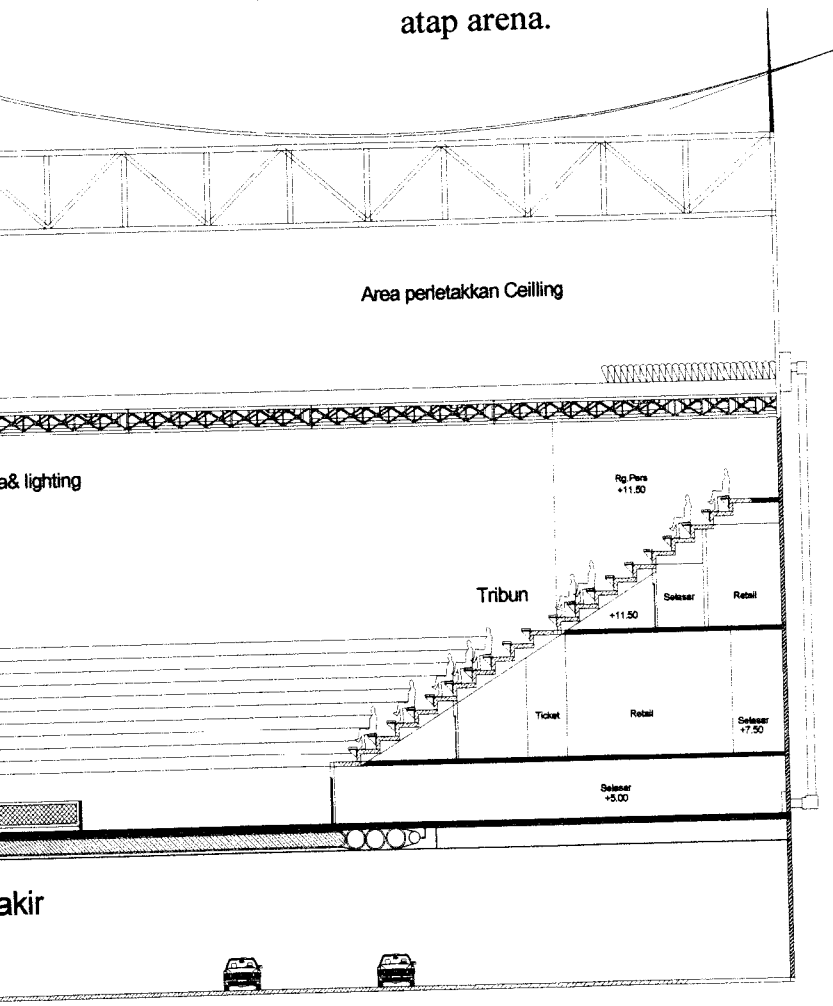 atap arena.
Area perletakkan Ceilling
a& lighting
Rg.Pers
+11.50
Tribun
+11.50
Selasar
Retail
Ticket
Retail
Selasar
+7.50
Selasar
+5.00
akir